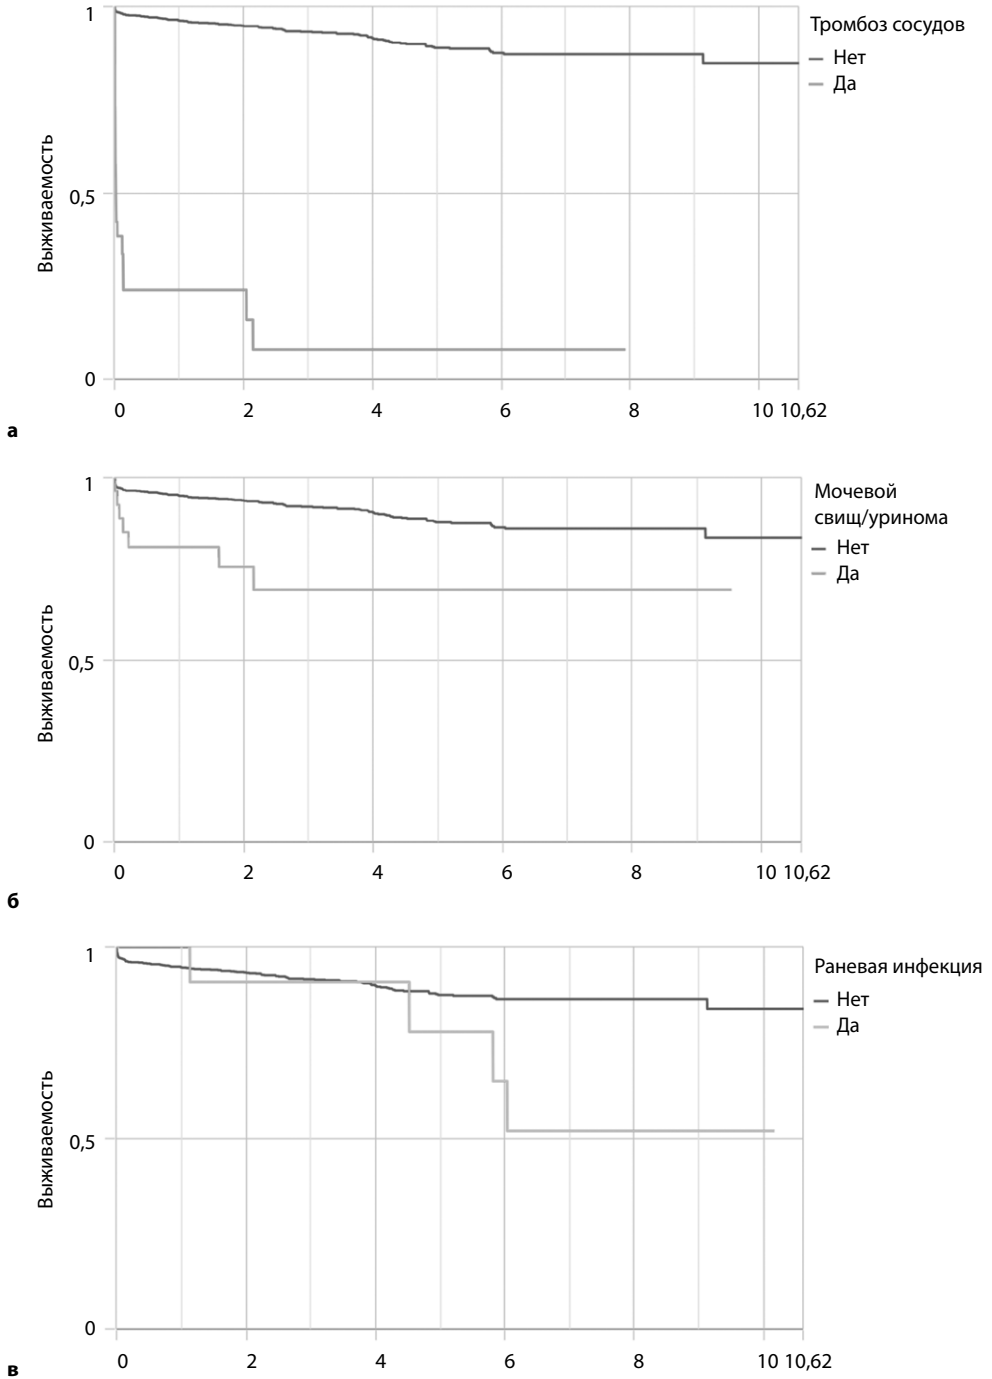 1
Тромбоз сосудов
Нет
Да
Выживаемость
0,5
0
0 2 4 6 8 10 10,62
а
1
Мочевой
свищ/уринома
Нет
Да
Выживаемость
0,5
0
0 2 4 6 8 10 10,62
б
1
Раневая инфекция
Нет
Да
Выживаемость
0,5
0
0 2 4 6 8 10 10,62
в